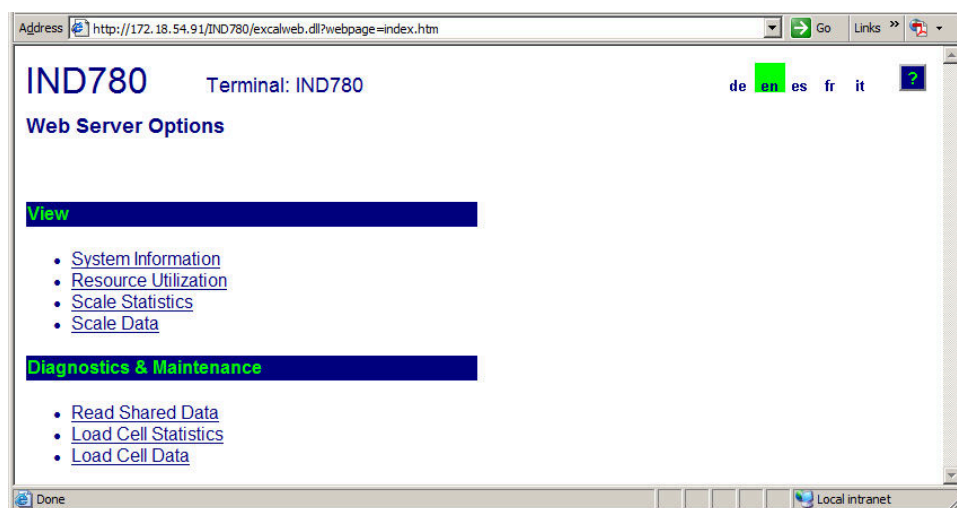 Address http://172.18.54.91/IND780/excalweb.dll?webpage=index.htm Go Links »
IND780 Terminal: IND780 de en es fr it ?
Web Server Options
View
• System Information
• Resource Utilization
• Scale Statistics
• Scale Data
Diagnostics & Maintenance
• Read Shared Data
• Load Cell Statistics
• Load Cell Data
Done Local intranet